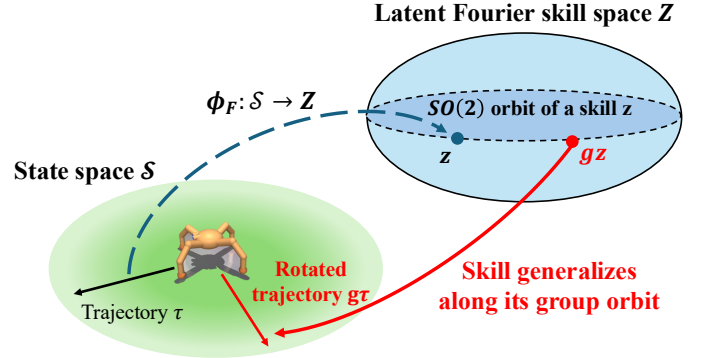 Latent Fourier skill space Z
ϕ_F: 𝒮 → Z
SO(2) orbit of a skill z
z
gz
State space 𝒮
Trajectory τ
Rotated
trajectory gτ
Skill generalizes
along its group orbit